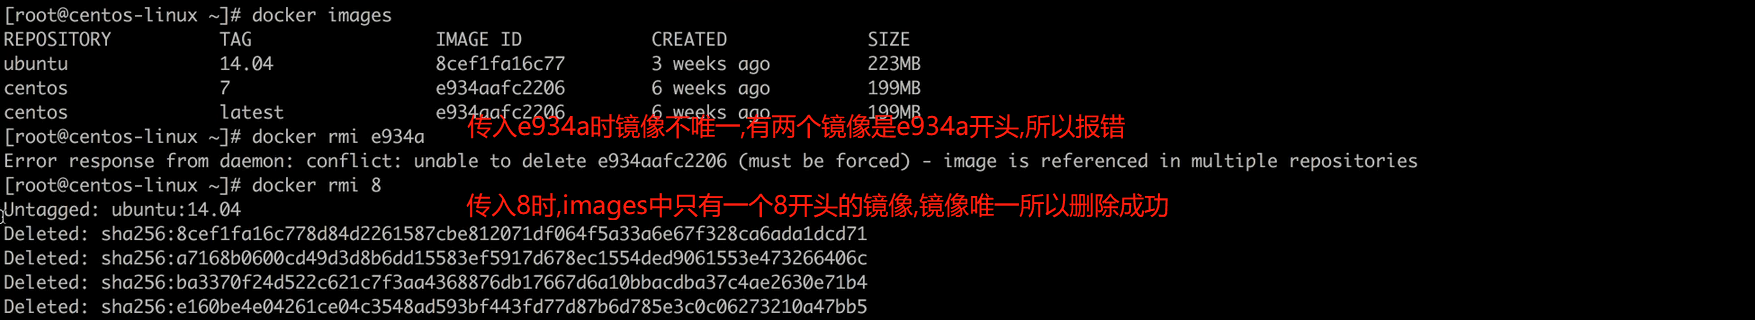 [root@centos-linux ~]# docker images
REPOSITORY TAG IMAGE ID CREATED SIZE
ubuntu 14.04 8cef1fa16c77 3 weeks ago 223MB
centos 7 e934aafc2206 6 weeks ago 199MB
centos latest e934aafc2206 6 weeks ago 199MB
[root@centos-linux ~]# docker rmi e934a 传入e934a时镜像不唯一,有两个镜像是e934a开头,所以报错
Error response from daemon: conflict: unable to delete e934aafc2206 (must be forced) - image is referenced in multiple repositories
[root@centos-linux ~]# docker rmi 8
Untagged: ubuntu:14.04 传入8时,images中只有一个8开头的镜像,镜像唯一所以删除成功
Deleted: sha256:8cef1fa16c778d84d2261587cbe812071df064f5a33a6e67f328ca6ada1dcd71
Deleted: sha256:a7168b0600cd49d3d8b6dd15583ef5917d678ec1554ded9061553e473266406c
Deleted: sha256:ba3370f24d522c621c7f3aa4368876db17667d6a10bbacdba37c4ae2630e71b4
Deleted: sha256:e160be4e04261ce04c3548ad593bf443fd77d87b6d785e3c0c06273210a47bb5